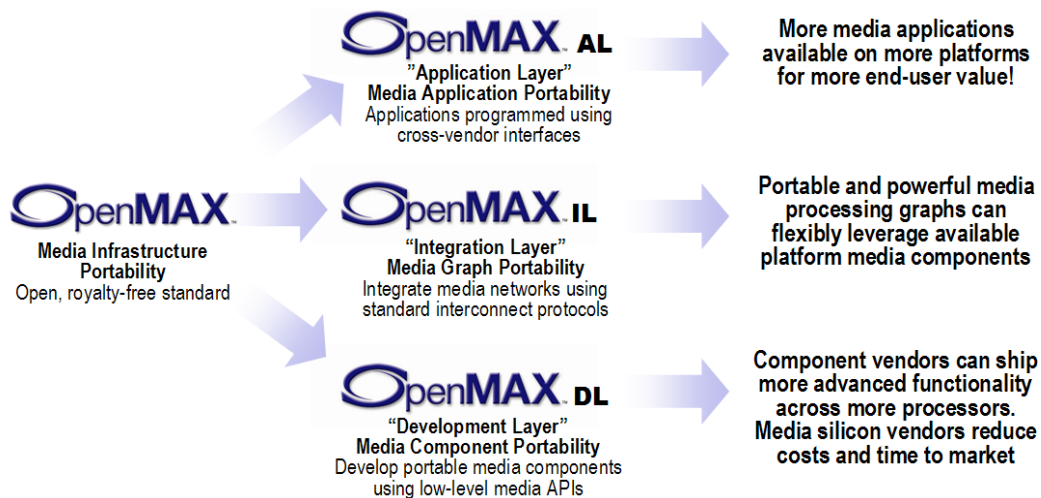 OpenMAX™
Media Infrastructure
Portability
Open, royalty-free standard
OpenMAX™ AL
”Application Layer”
Media Application Portability
Applications programmed using
cross-vendor interfaces
More media applications
available on more platforms
for more end-user value!
OpenMAX™ IL
“Integration Layer”
Media Graph Portability
Integrate media networks using
standard interconnect protocols
Portable and powerful media
processing graphs can
flexibly leverage available
platform media components
OpenMAX™ DL
“Development Layer”
Media Component Portability
Develop portable media components
using low-level media APIs
Component vendors can ship
more advanced functionality
across more processors.
Media silicon vendors reduce
costs and time to market